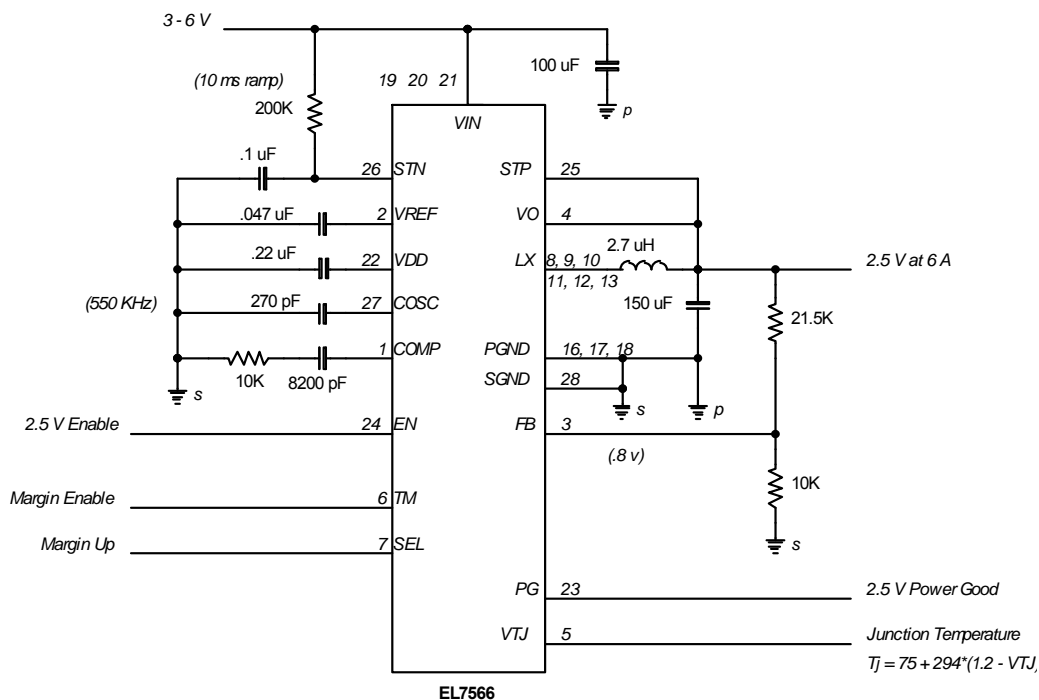 3 - 6 V
100 uF
p
(10 ms ramp)
200K
19 20 21
VIN
.1 uF
26 STN
STP 25
.047 uF
2 VREF
VO 4
.22 uF
22 VDD
LX 8, 9, 10
11, 12, 13
2.7 uH
2.5 V at 6 A
(550 KHz)
270 pF
27 COSC
150 uF
21.5K
1 COMP
10K
8200 pF
PGND 16, 17, 18
SGND 28
s
s
p
2.5 V Enable
24 EN
FB 3
(.8 v)
10K
s
Margin Enable
6 TM
Margin Up
7 SEL
PG 23
2.5 V Power Good
VTJ 5
Junction Temperature
Tj = 75 + 294*(1.2 - VTJ)
EL7566